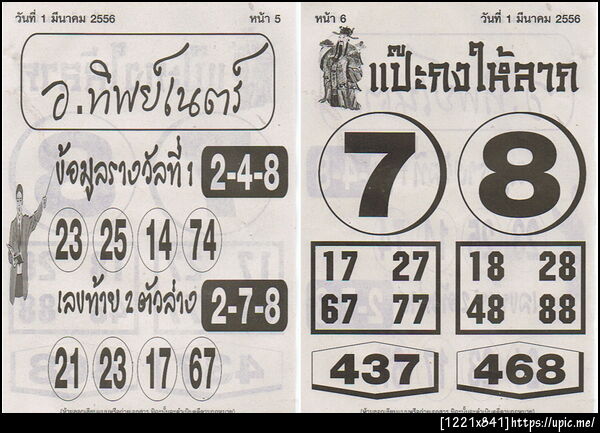 วันที่ 1 มีนาคม 2556 หน้า 5
อ.ทิพย์เนตร์
ข้อมูลรางวัลที่ 1 2-4-8
23 25 14 74
เลขท้าย 2 ตัวล่าง 2-7-8
21 23 17 67
หน้า 6 วันที่ 1 มีนาคม 2556
แป๊ะกงให้ลาภ
7 8
17 27 18 28
67 77 48 88
437 468
[1221x841]https://upic.me/